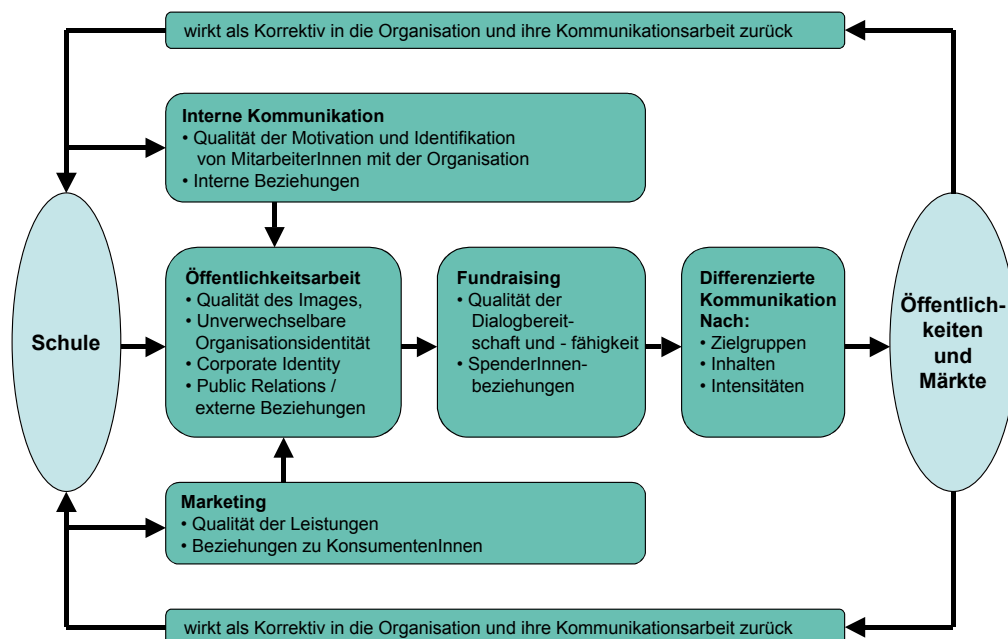 wirkt als Korrektiv in die Organisation und ihre Kommunikationsarbeit zurück
Interne Kommunikation
• Qualität der Motivation und Identifikation
von MitarbeiterInnen mit der Organisation
• Interne Beziehungen
Schule
Öffentlichkeitsarbeit
• Qualität des Images,
• Unverwechselbare
Organisationsidentität
• Corporate Identity
• Public Relations /
externe Beziehungen
Fundraising
• Qualität der
Dialogbereit-
schaft und - fähigkeit
• SpenderInnen-
beziehungen
Differenzierte
Kommunikation
Nach:
• Zielgruppen
• Inhalten
• Intensitäten
Öffentlich-
keiten
und
Märkte
Marketing
• Qualität der Leistungen
• Beziehungen zu KonsumentenInnen
wirkt als Korrektiv in die Organisation und ihre Kommunikationsarbeit zurück